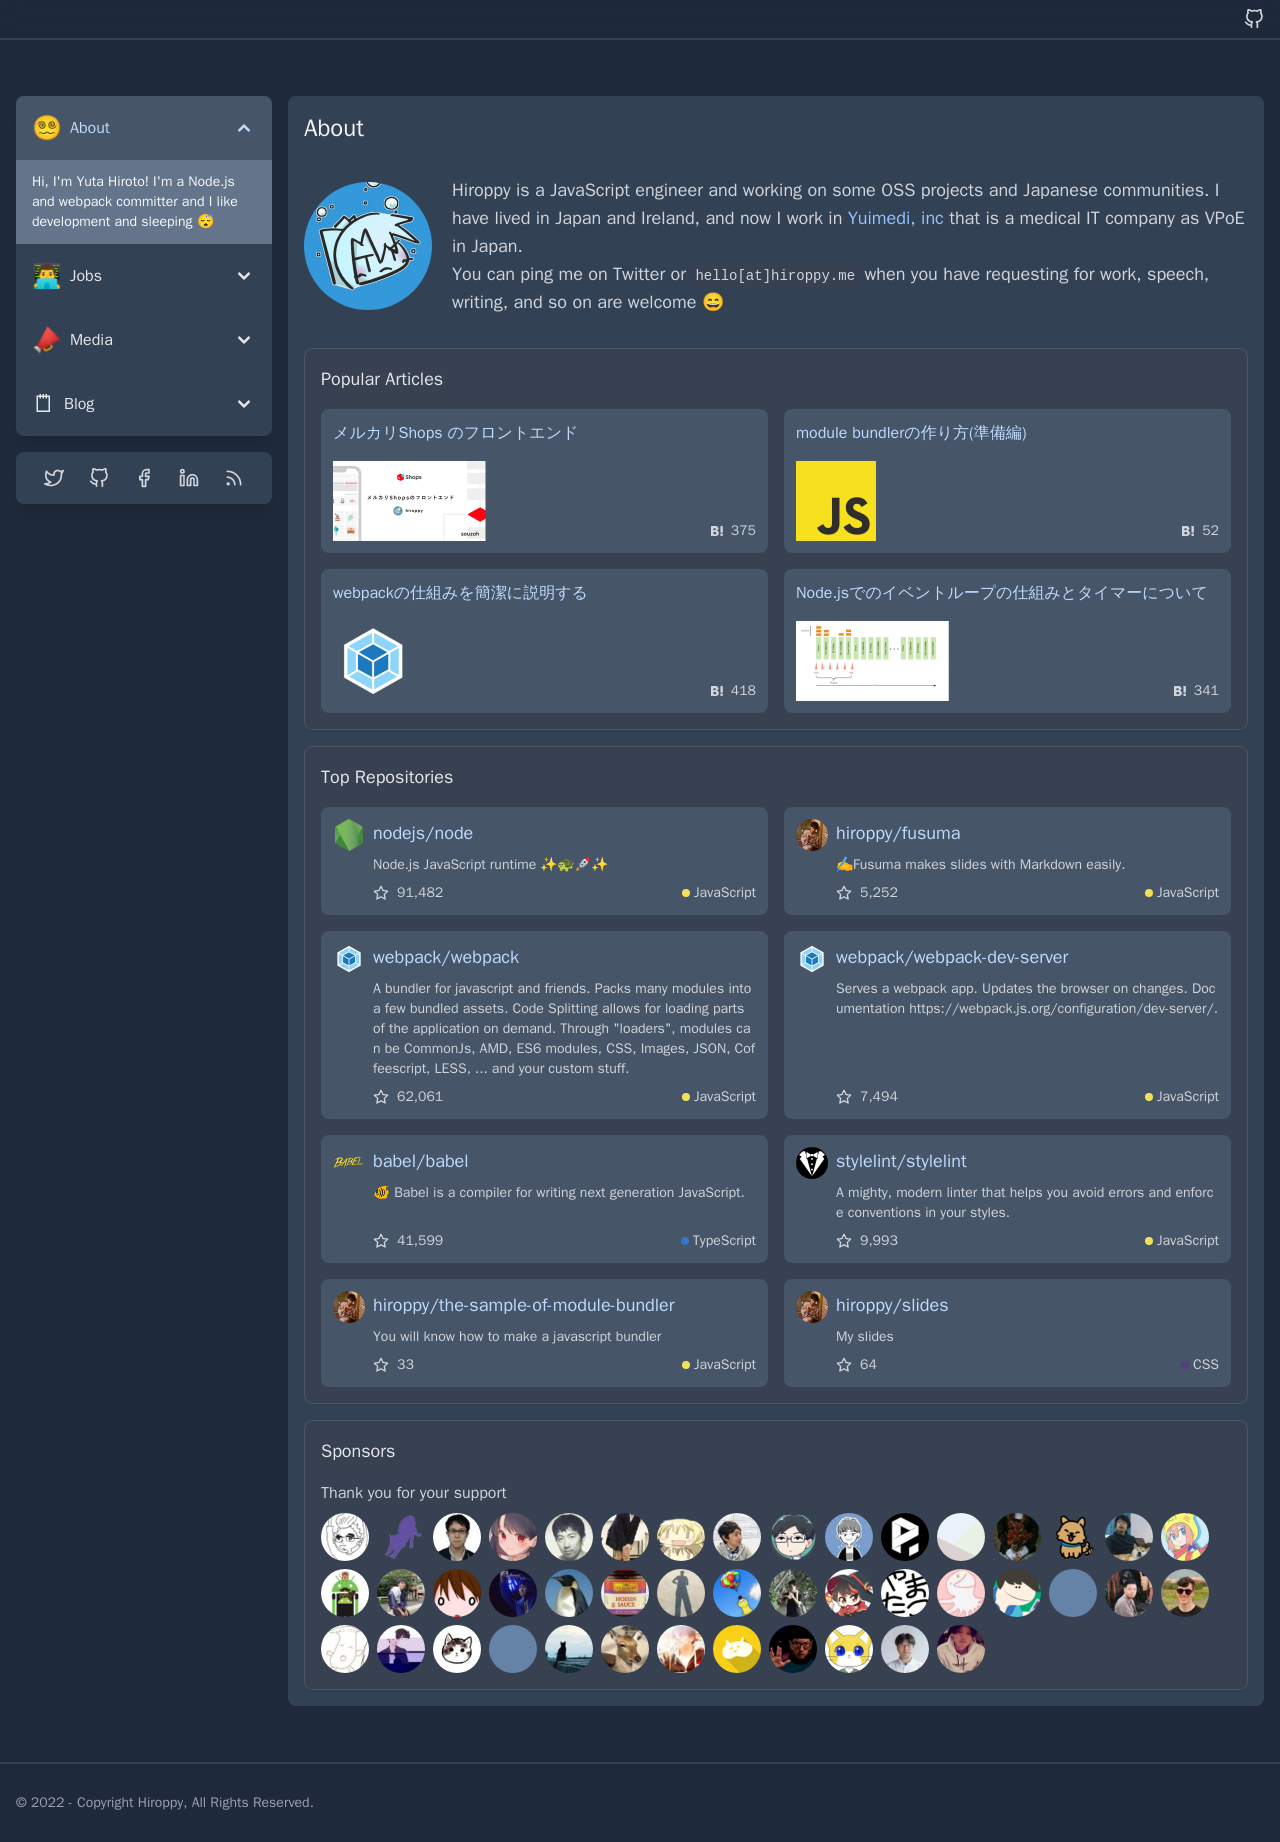 About
Hi, I'm Yuta Hiroto! I'm a Node.js
and webpack committer and I like
development and sleeping 😴
Jobs
Media
Blog
About
Hiroppy is a JavaScript engineer and working on some OSS projects and Japanese communities. I
have lived in Japan and Ireland, and now I work in Yuimedi, inc that is a medical IT company as VPoE
in Japan.
You can ping me on Twitter or hello[at]hiroppy.me when you have requesting for work, speech,
writing, and so on are welcome 😄
Popular Articles
メルカリShops のフロントエンド
Shops
メルカリShopsのフロントエンド
hiroppy
souzoh
B! 375
module bundlerの作り方(準備編)
JS
B! 52
webpackの仕組みを簡潔に説明する
B! 418
Node.jsでのイベントループの仕組みとタイマーについて
B! 341
Top Repositories
nodejs/node
Node.js JavaScript runtime ✨🐢🚀✨
91,482 JavaScript
hiroppy/fusuma
✍️Fusuma makes slides with Markdown easily.
5,252 JavaScript
webpack/webpack
A bundler for javascript and friends. Packs many modules into
a few bundled assets. Code Splitting allows for loading parts
of the application on demand. Through "loaders", modules ca
n be CommonJs, AMD, ES6 modules, CSS, Images, JSON, Cof
feescript, LESS, ... and your custom stuff.
62,061 JavaScript
webpack/webpack-dev-server
Serves a webpack app. Updates the browser on changes. Doc
umentation https://webpack.js.org/configuration/dev-server/.
7,494 JavaScript
BABEL
babel/babel
🐠 Babel is a compiler for writing next generation JavaScript.
41,599 TypeScript
stylelint/stylelint
A mighty, modern linter that helps you avoid errors and enforc
e conventions in your styles.
9,993 JavaScript
hiroppy/the-sample-of-module-bundler
You will know how to make a javascript bundler
33 JavaScript
hiroppy/slides
My slides
64 CSS
Sponsors
Thank you for your support
© 2022 - Copyright Hiroppy, All Rights Reserved.